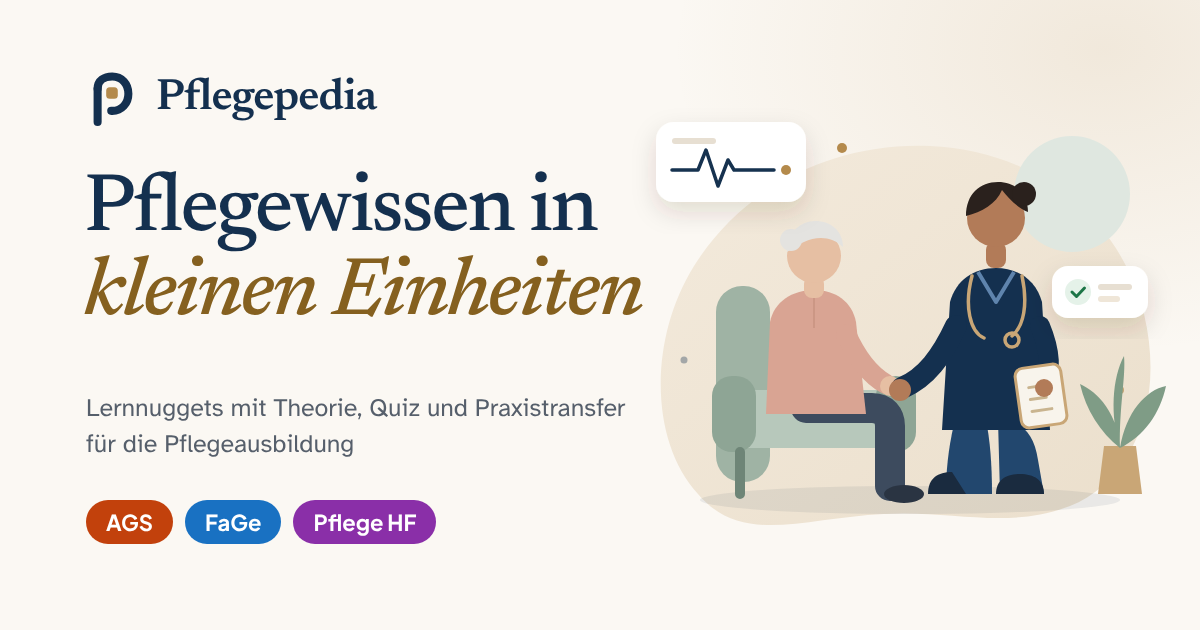 Pflegepedia
Pflegewissen in
kleinen Einheiten
Lernnuggets mit Theorie, Quiz und Praxistransfer
für die Pflegeausbildung
AGS
FaGe
Pflege HF